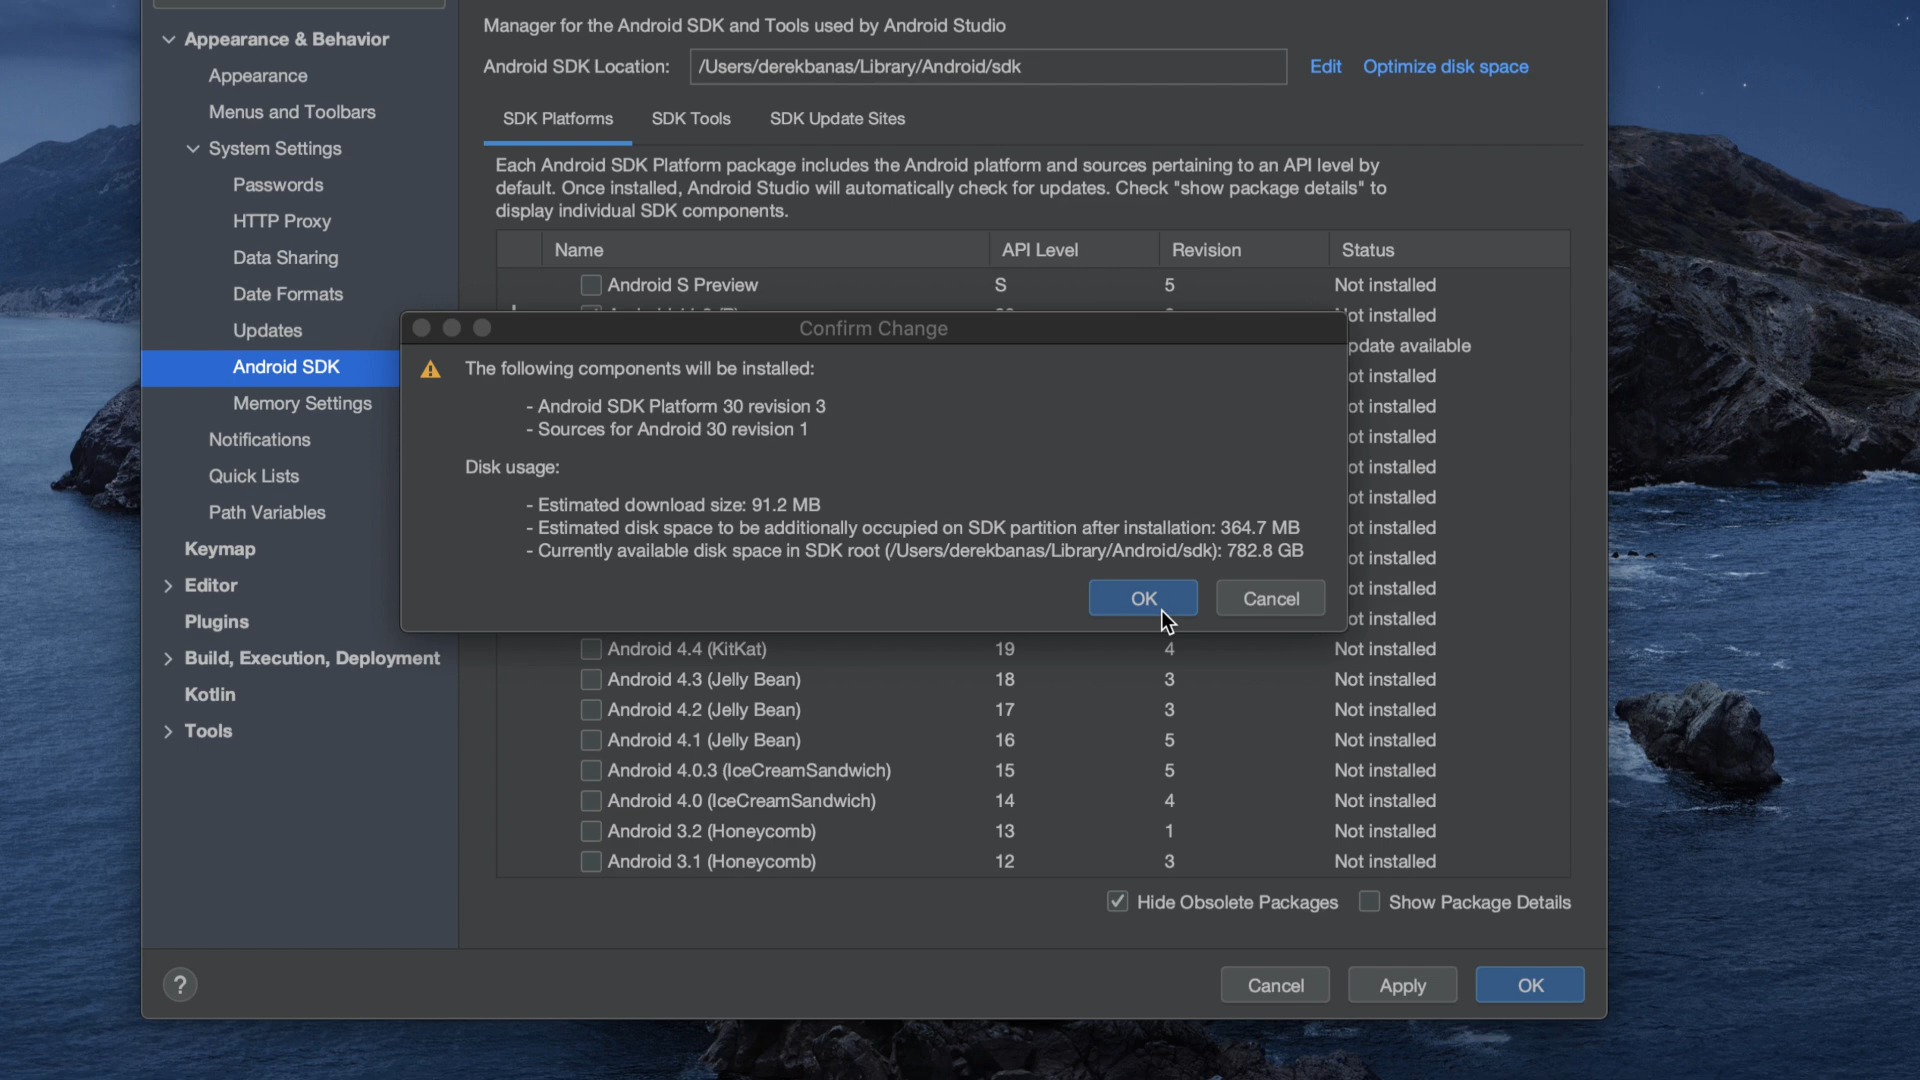 Manager for the Android SDK and Tools used by Android Studio
Android SDK Location: /Users/derekbanas/Library/Android/sdk Edit Optimize disk space
SDK Platforms SDK Tools SDK Update Sites
Each Android SDK Platform package includes the Android platform and sources pertaining to an API level by
default. Once installed, Android Studio will automatically check for updates. Check "show package details" to
display individual SDK components.
Name API Level Revision Status
Android S Preview S 5 Not installed
ot installed
pdate available
ot installed
ot installed
ot installed
ot installed
ot installed
ot installed
ot installed
ot installed
ot installed
Android 4.4 (KitKat) 19 4 Not installed
Android 4.3 (Jelly Bean) 18 3 Not installed
Android 4.2 (Jelly Bean) 17 3 Not installed
Android 4.1 (Jelly Bean) 16 5 Not installed
Android 4.0.3 (IceCreamSandwich) 15 5 Not installed
Android 4.0 (IceCreamSandwich) 14 4 Not installed
Android 3.2 (Honeycomb) 13 1 Not installed
Android 3.1 (Honeycomb) 12 3 Not installed
Hide Obsolete Packages Show Package Details
Cancel Apply OK
Appearance & Behavior
Appearance
Menus and Toolbars
System Settings
Passwords
HTTP Proxy
Data Sharing
Date Formats
Updates
Android SDK
Memory Settings
Notifications
Quick Lists
Path Variables
Keymap
Editor
Plugins
Build, Execution, Deployment
Kotlin
Tools
?
Confirm Change
The following components will be installed:
- Android SDK Platform 30 revision 3
- Sources for Android 30 revision 1
Disk usage:
- Estimated download size: 91.2 MB
- Estimated disk space to be additionally occupied on SDK partition after installation: 364.7 MB
- Currently available disk space in SDK root (/Users/derekbanas/Library/Android/sdk): 782.8 GB
OK Cancel